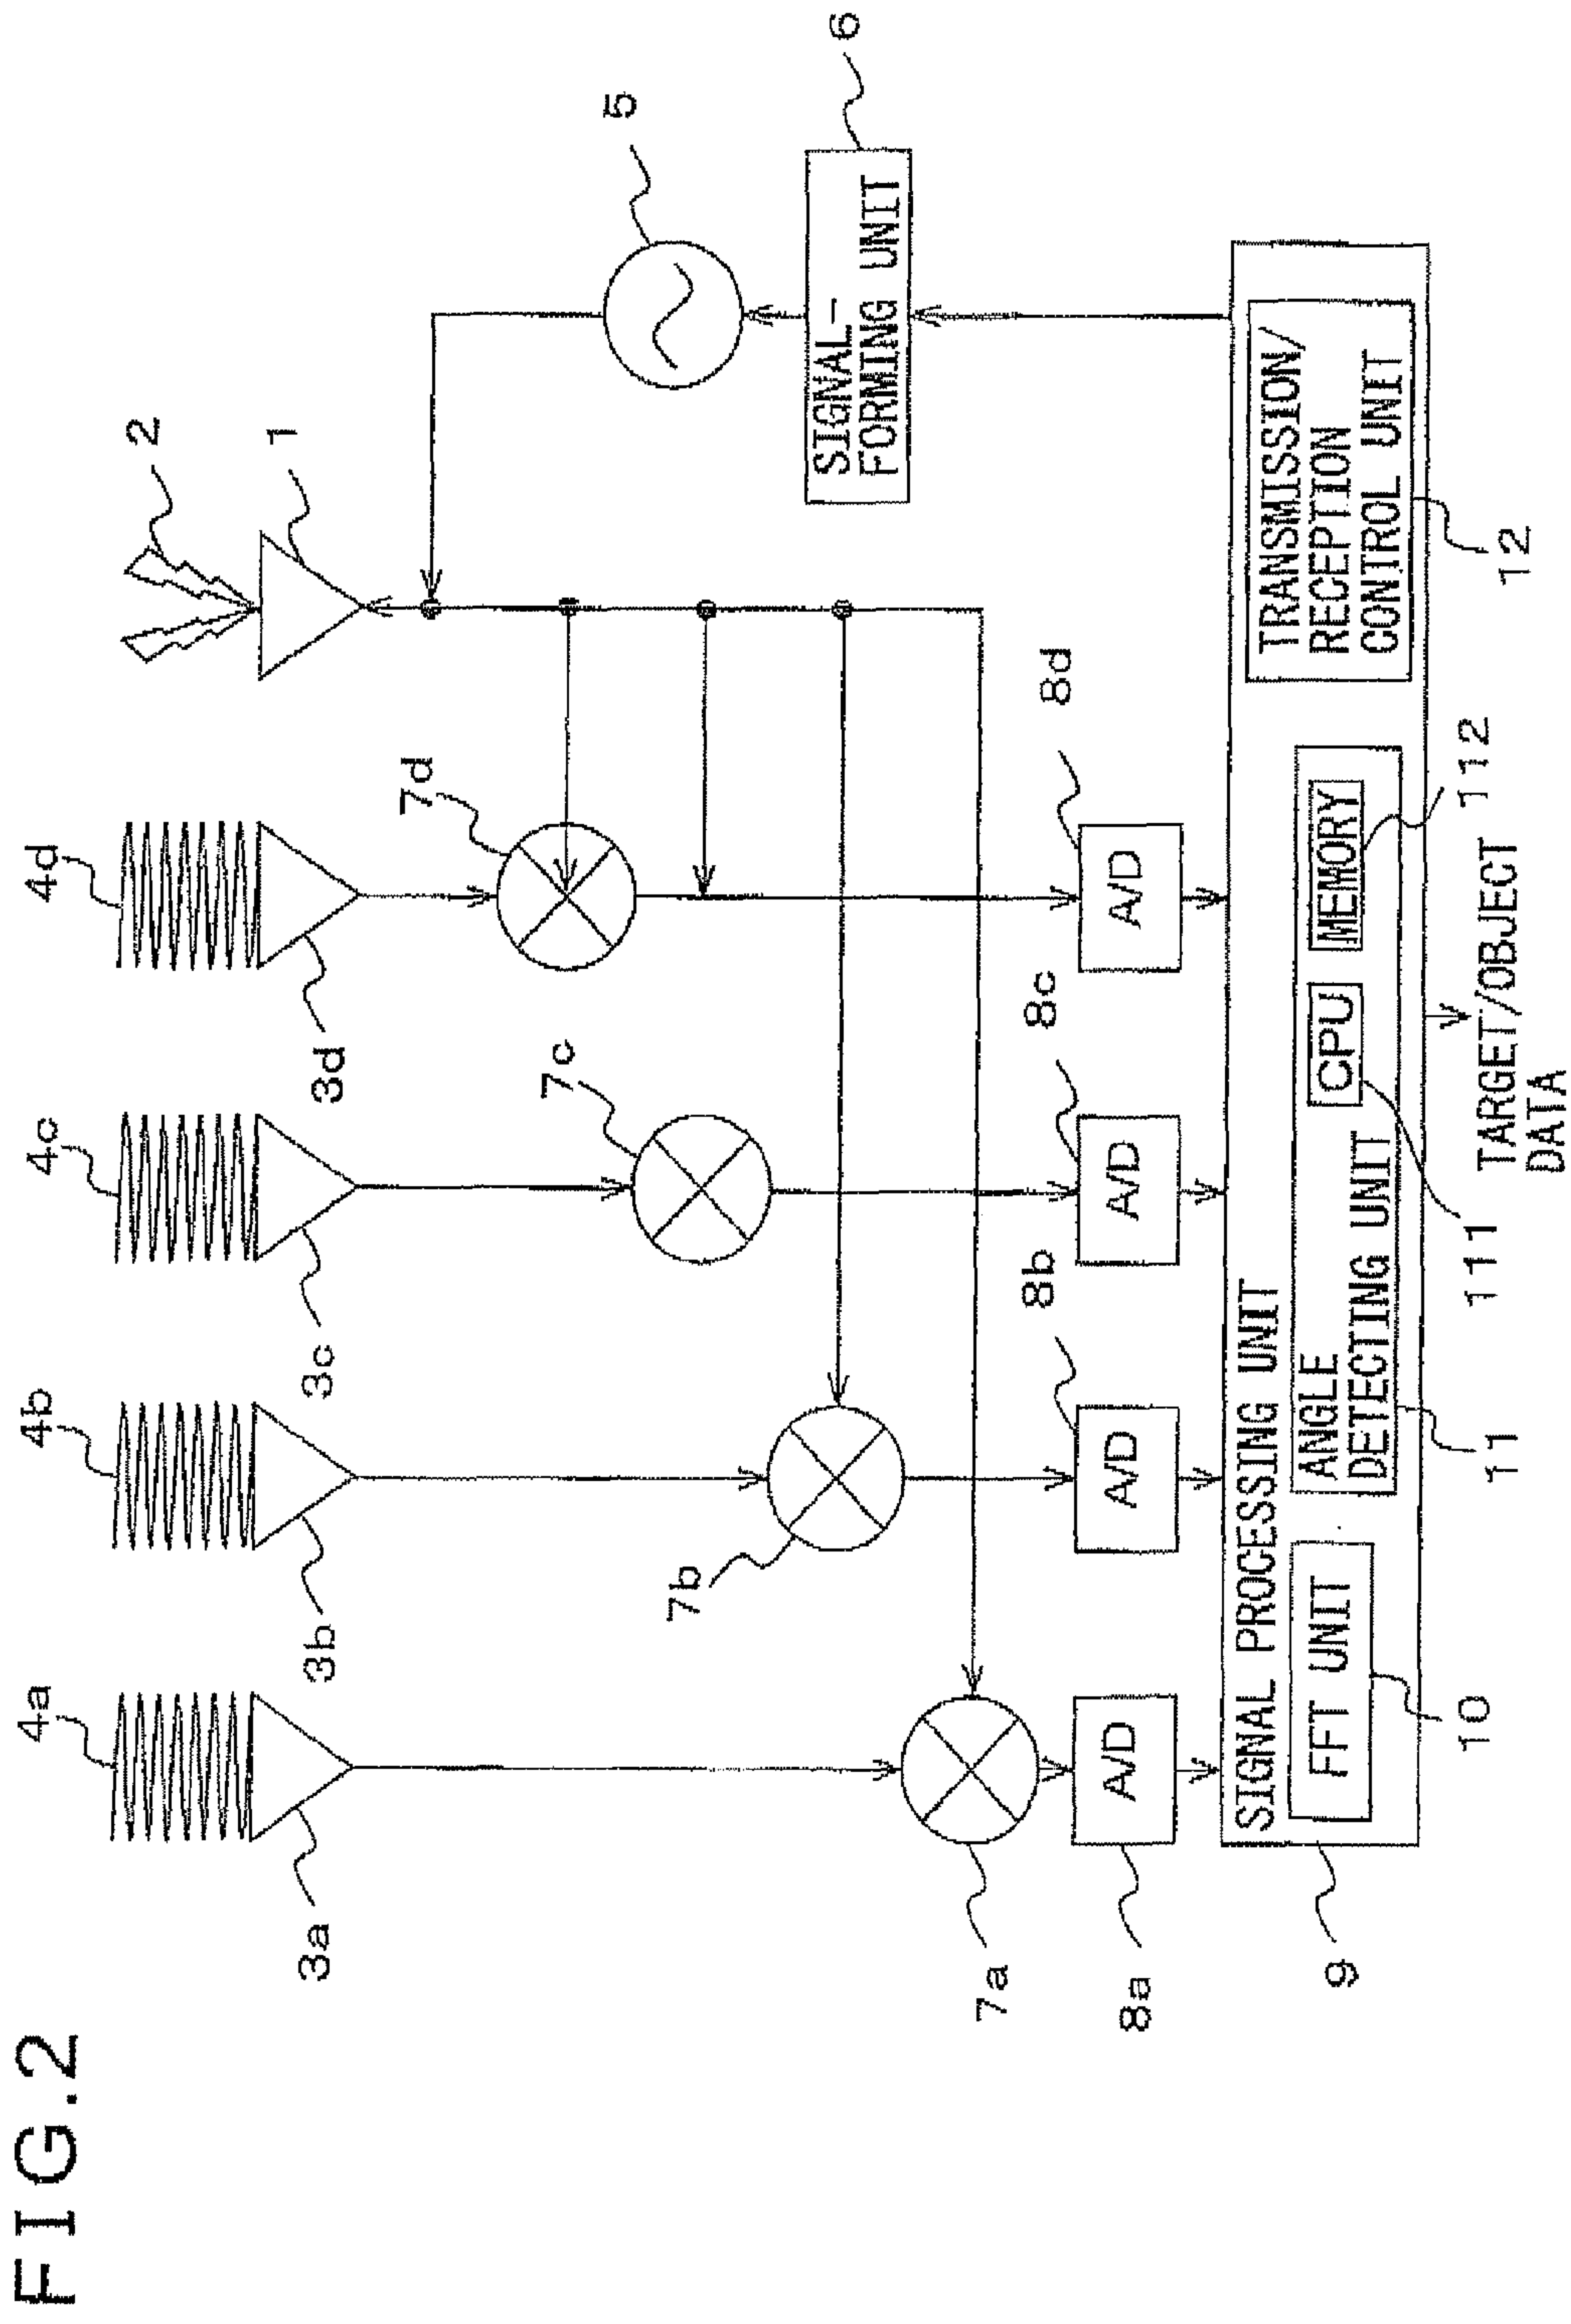 FIG.2
4a
4b
4c
4d
2
1
3a
3b
3c
3d
5
6
7a
7b
7c
7d
SIGNAL-
FORMING UNIT
8a
8b
8c
8d
A/D
A/D
A/D
A/D
9
SIGNAL PROCESSING UNIT
FFT UNIT
10
ANGLE
DETECTING UNIT
11
CPU
111
MEMORY
112
TRANSMISSION/
RECEPTION
CONTROL UNIT
12
TARGET/OBJECT
DATA